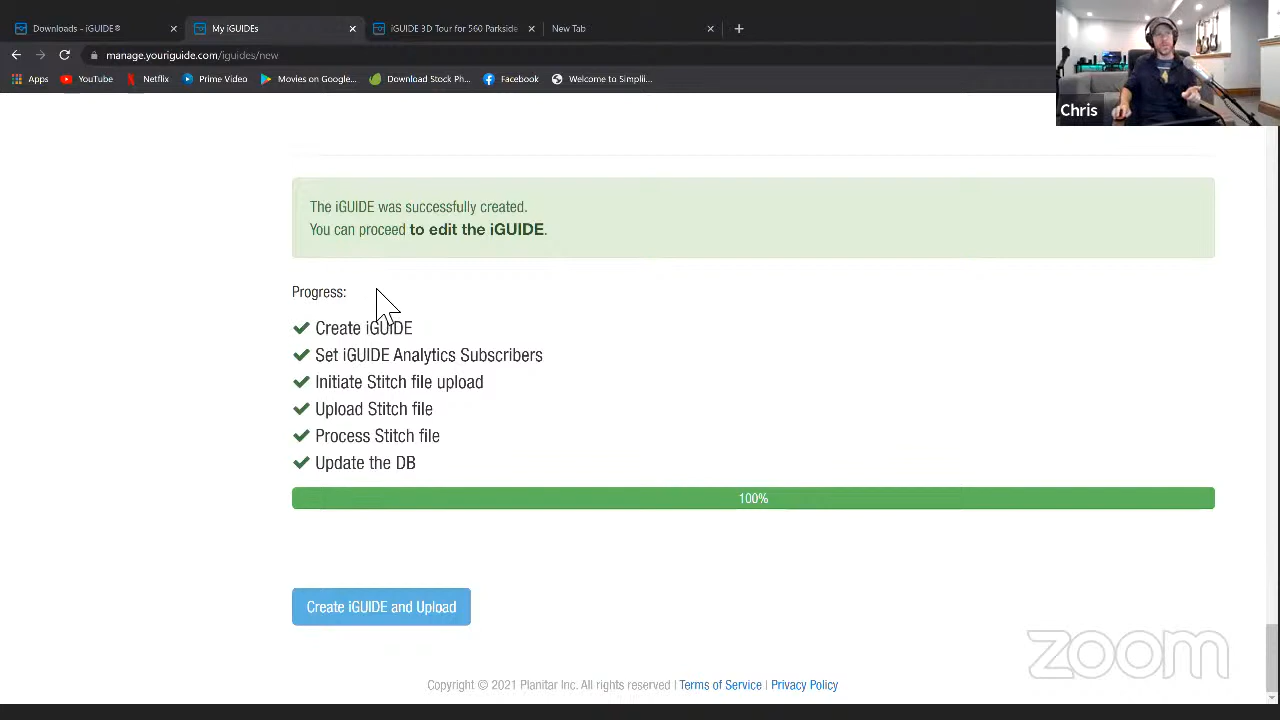 Downloads - iGUIDE®
My iGUIDEs
iGUIDE 3D Tour for 560 Parkside
New Tab
manage.youriguide.com/iguides/new
Apps
YouTube
Netflix
Prime Video
Movies on Google...
Download Stock Ph...
Facebook
Welcome to Simplii...
Chris
The iGUIDE was successfully created.
You can proceed to edit the iGUIDE.
Progress:
Create iGUIDE
Set iGUIDE Analytics Subscribers
Initiate Stitch file upload
Upload Stitch file
Process Stitch file
Update the DB
100%
Create iGUIDE and Upload
zoom
Copyright © 2021 Planitar Inc. All rights reserved | Terms of Service | Privacy Policy